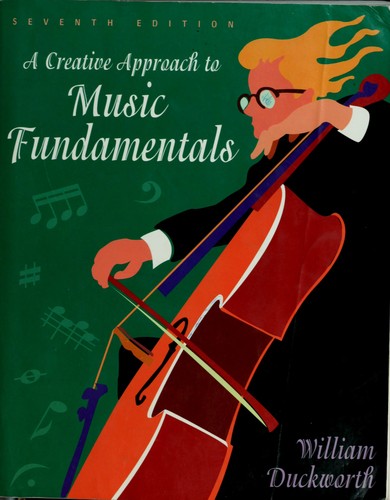 SEVENTH EDITION
A Creative Approach to
Music
Fundamentals
William
Duckworth